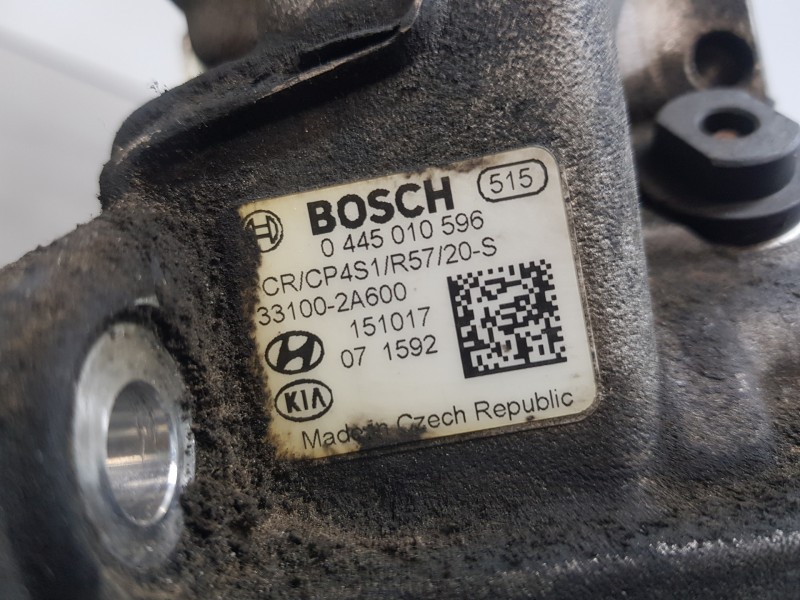 BOSCH 515
0 445 010 596
CR/CP4S1/R57/20-S
33100-2A600
151017
07 1592
KIA
Made in Czech Republic